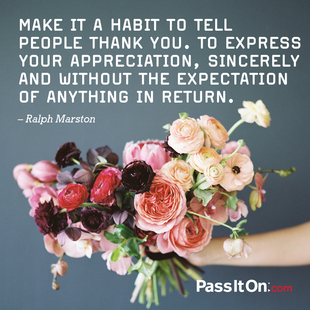 MAKE IT A HABIT TO TELL
PEOPLE THANK YOU. TO EXPRESS
YOUR APPRECIATION, SINCERELY
AND WITHOUT THE EXPECTATION
OF ANYTHING IN RETURN.
– Ralph Marston
PassItOn.com